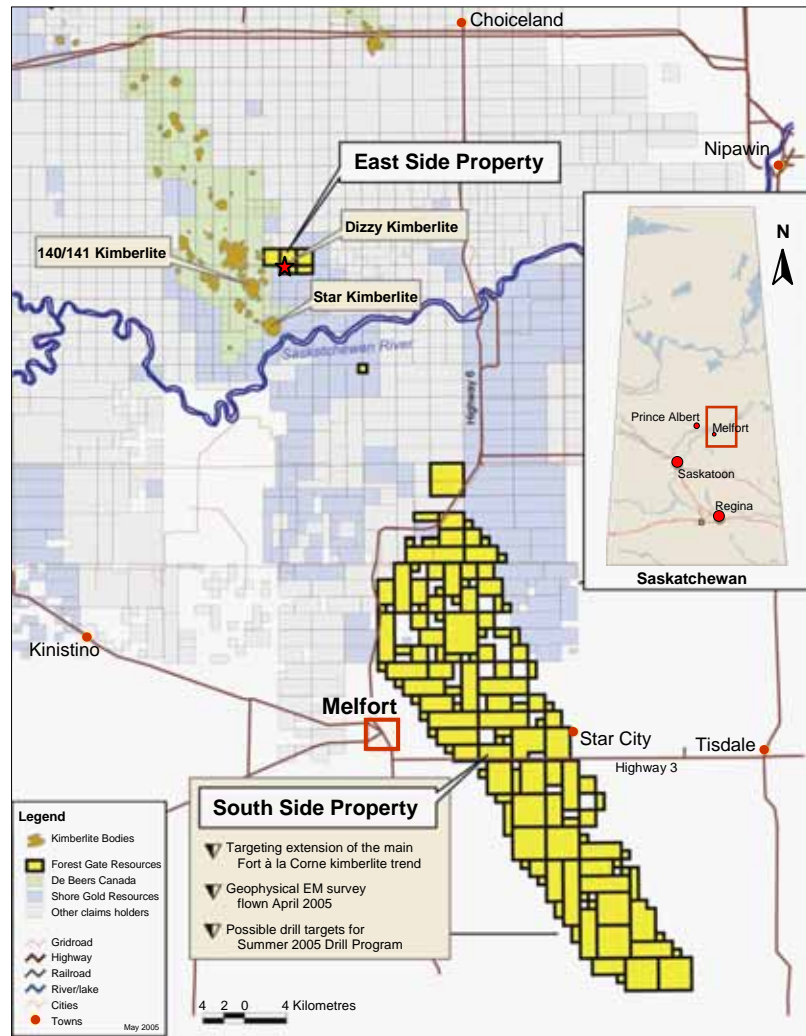 Choiceland
Nipawin
East Side Property
Dizzy Kimberlite
140/141 Kimberlite
Star Kimberlite
Saskatchewan River
Highway 6
N
Prince Albert
Melfort
Saskatoon
Regina
Saskatchewan
Kinistino
Melfort
Star City
Tisdale
Highway 3
South Side Property
Targeting extension of the main
Fort à la Corne kimberlite trend
Geophysical EM survey
flown April 2005
Possible drill targets for
Summer 2005 Drill Program
Legend
Kimberlite Bodies
Forest Gate Resources
De Beers Canada
Shore Gold Resources
Other claims holders
Gridroad
Highway
Railroad
River/lake
Cities
Towns
May 2005
4 2 0 4 Kilometres